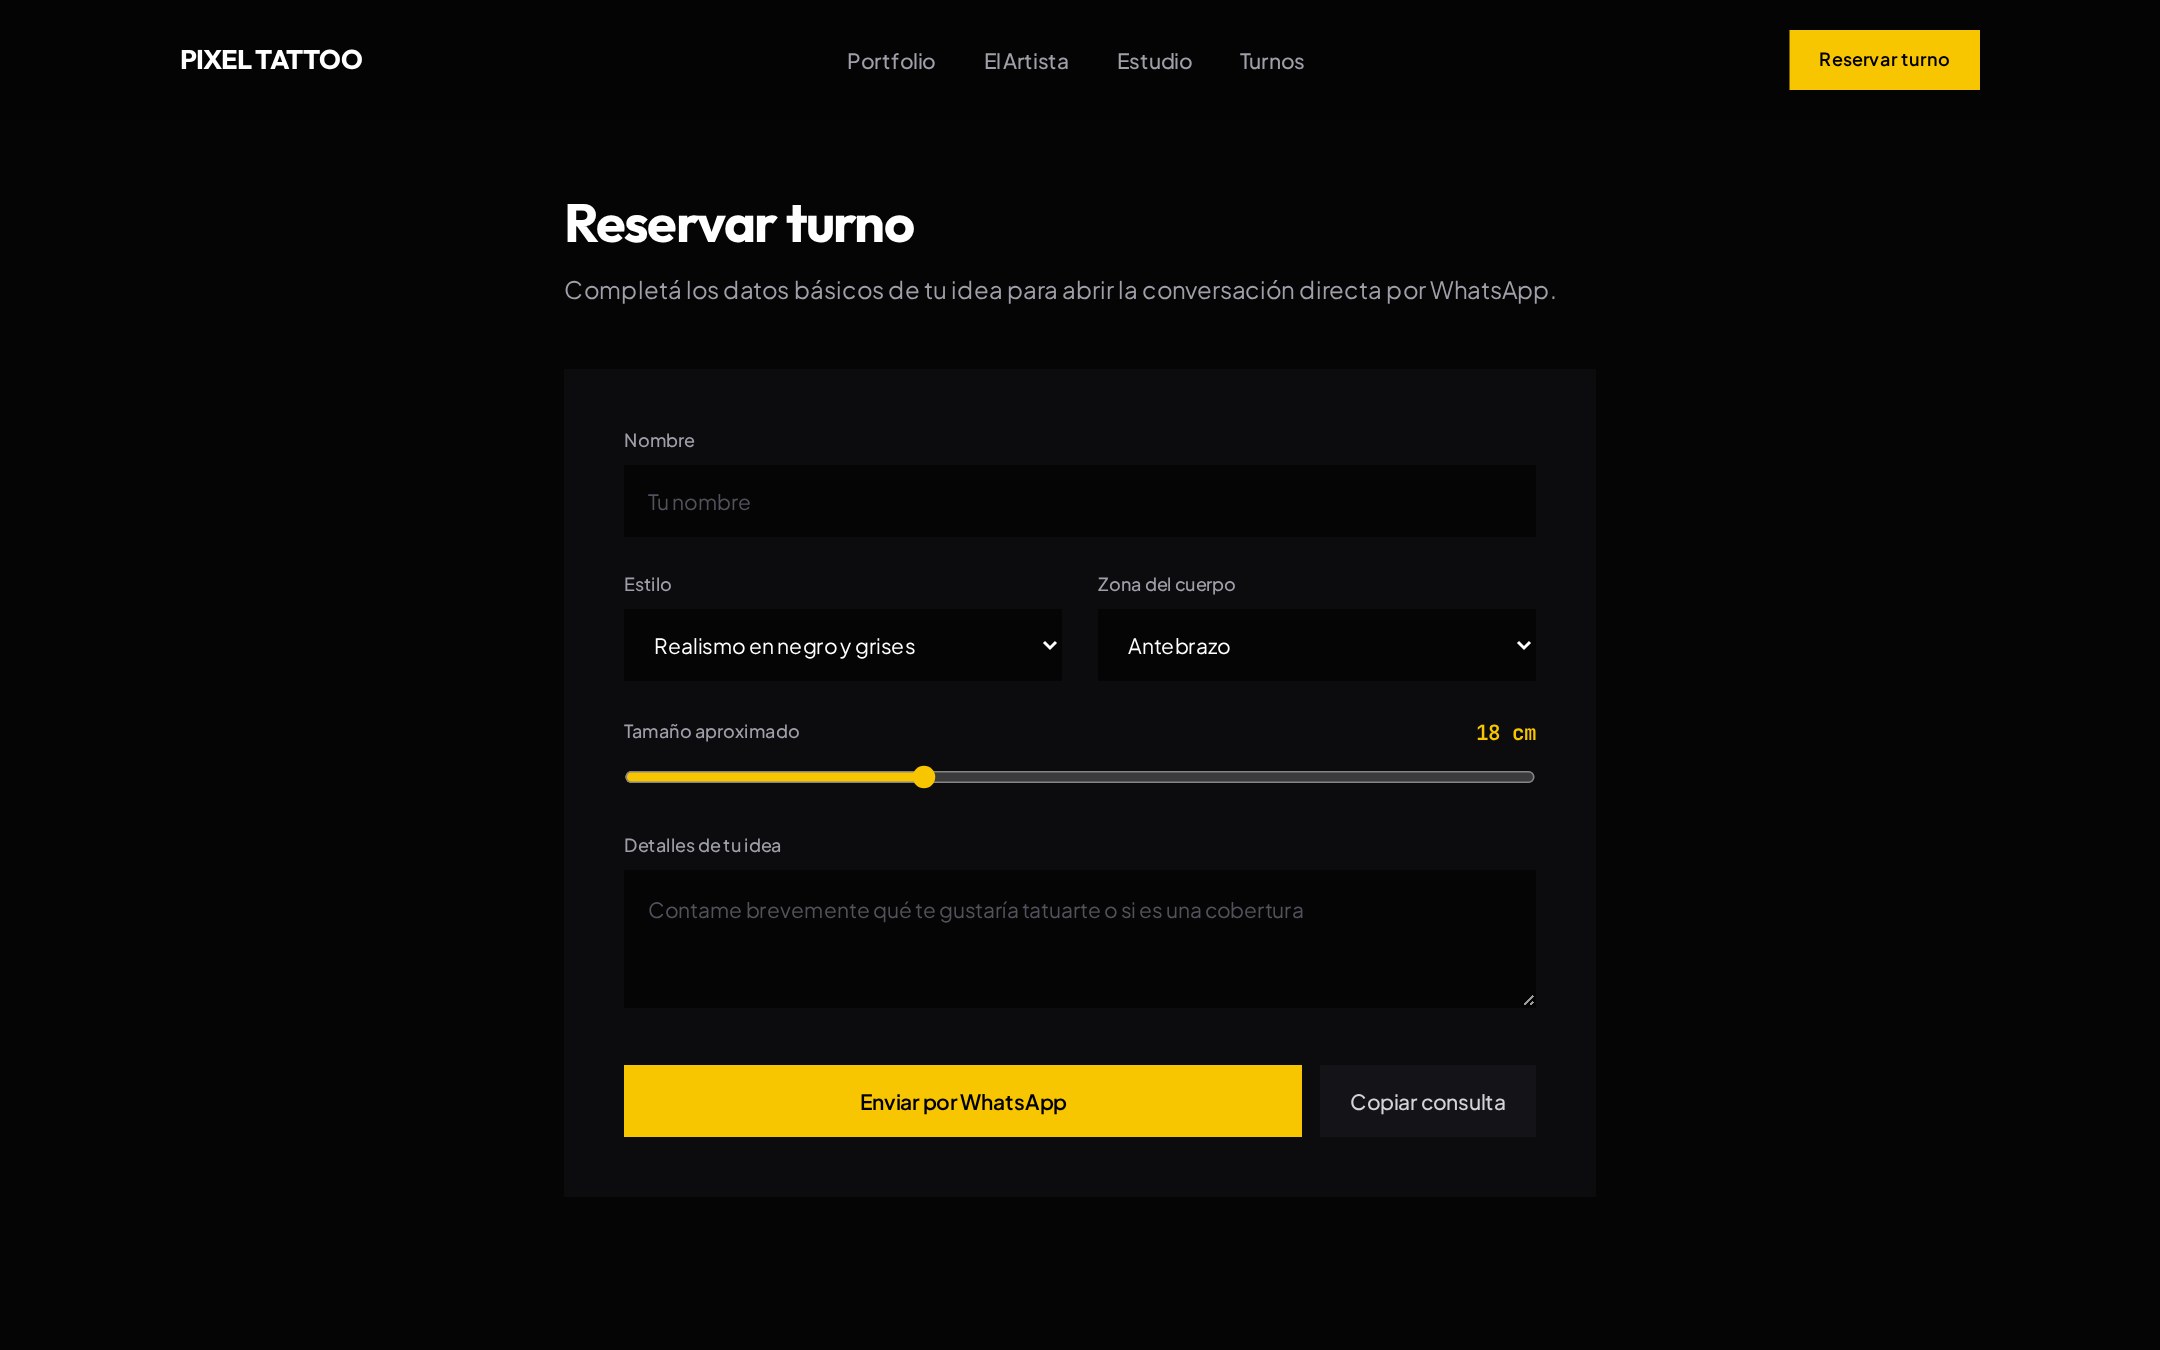 PIXEL TATTOO
Portfolio
El Artista
Estudio
Turnos
Reservar turno
Reservar turno
Completá los datos básicos de tu idea para abrir la conversación directa por WhatsApp.
Nombre
Tu nombre
Estilo
Zona del cuerpo
Realismo en negro y grises
Antebrazo
Tamaño aproximado
18 cm
Detalles de tu idea
Contame brevemente qué te gustaría tatuarte o si es una cobertura
Enviar por WhatsApp
Copiar consulta